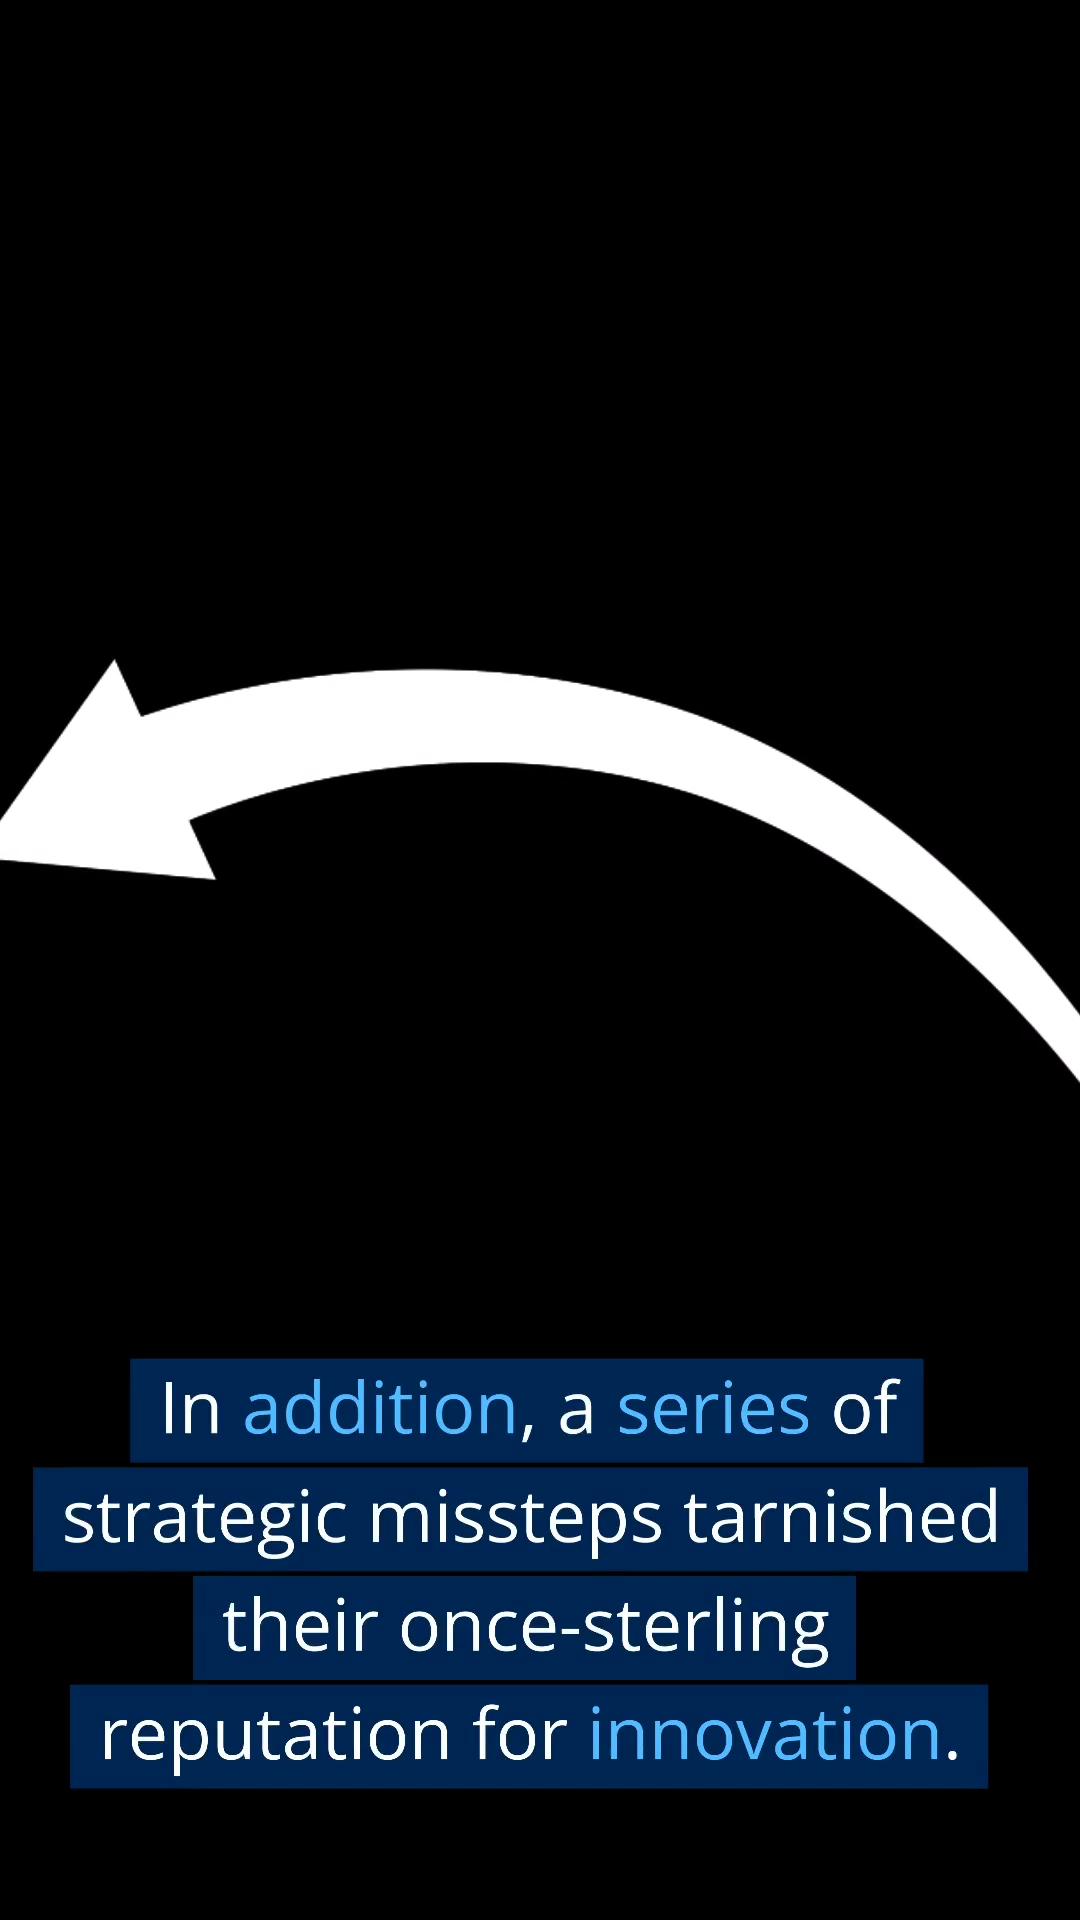 In addition, a series of
strategic missteps tarnished
their once-sterling
reputation for innovation.